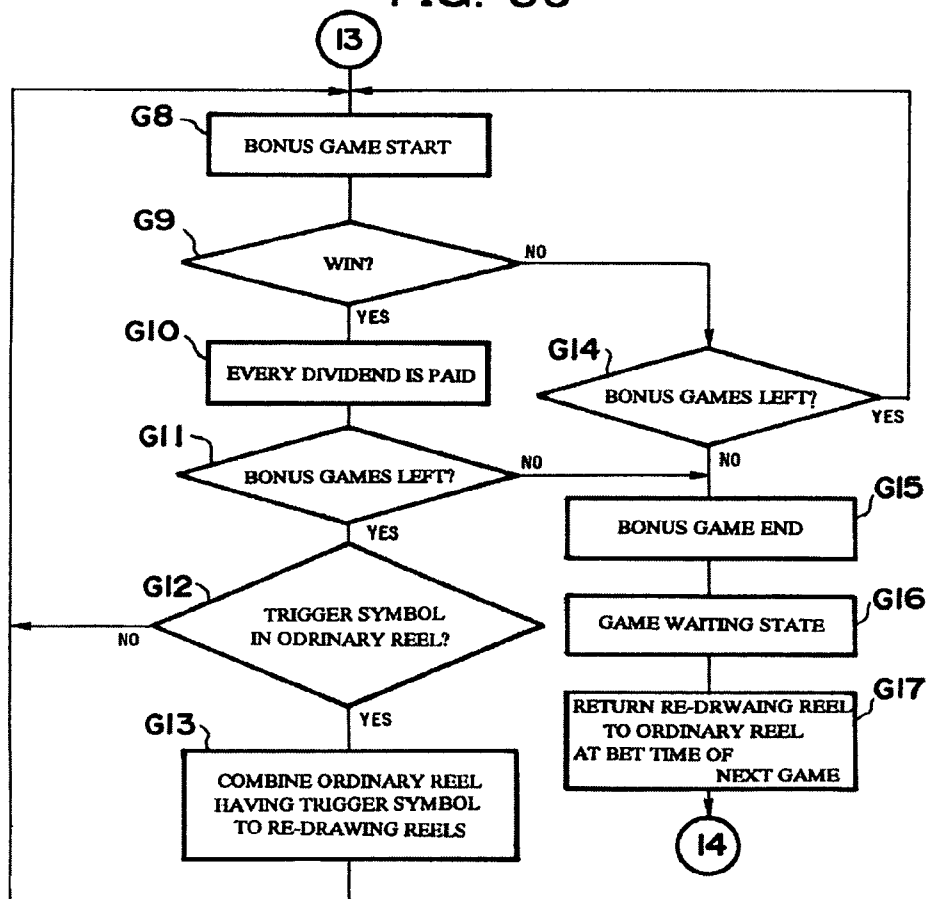 13
G8
BONUS GAME START
G9
WIN?
NO
YES
G10
EVERY DIVIDEND IS PAID
G14
BONUS GAMES LEFT?
YES
NO
G11
BONUS GAMES LEFT?
NO
YES
G15
BONUS GAME END
G12
TRIGGER SYMBOL
IN ODRINARY REEL?
NO
YES
G16
GAME WAITING STATE
G17
RETURN RE-DRWAING REEL
TO ORDINARY REEL
AT BET TIME OF
NEXT GAME
G13
COMBINE ORDINARY REEL
HAVING TRIGGER SYMBOL
TO RE-DRAWING REELS
14